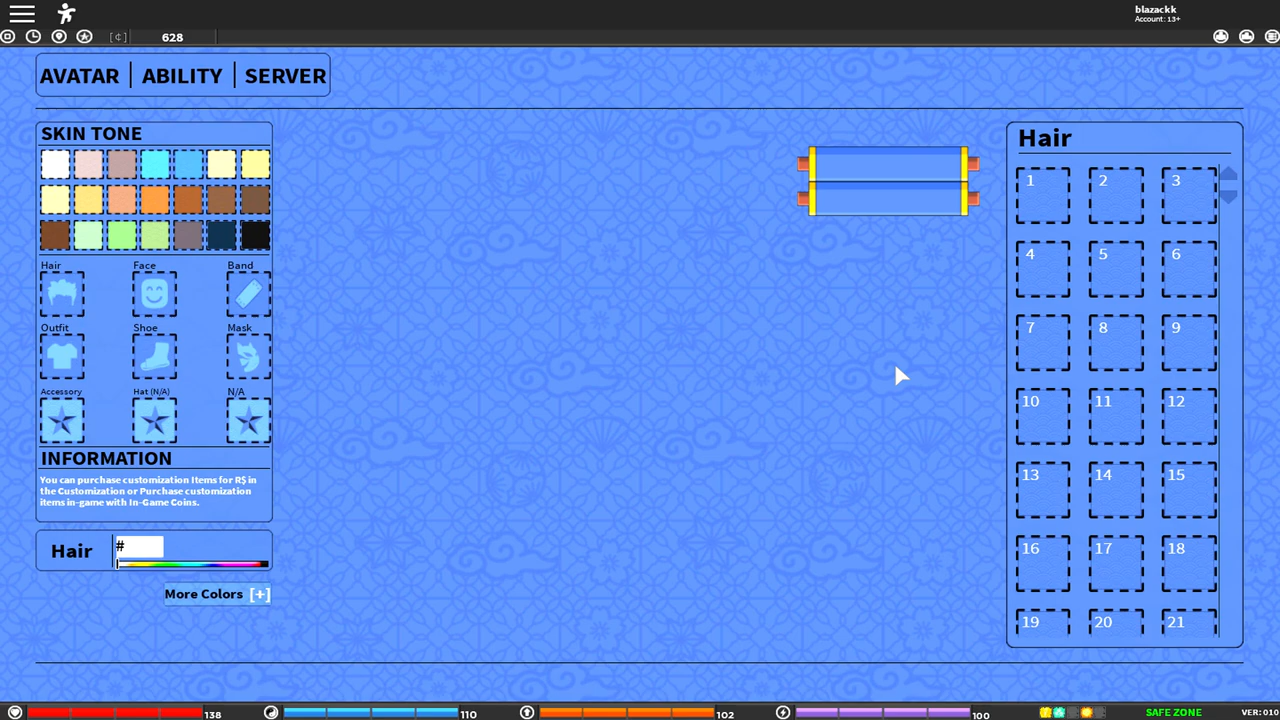 blazackk
Account: 13+
[¢] 628
AVATAR | ABILITY | SERVER
SKIN TONE
Hair Face Band
Outfit Shoe Mask
Accessory Hat (N/A) N/A
INFORMATION
You can purchase customization Items for R$ in
the Customization or Purchase customization
items in-game with In-Game Coins.
Hair #
More Colors [+]
Hair
1 2 3
4 5 6
7 8 9
10 11 12
13 14 15
16 17 18
19 20 21
138 110 102 100 SAFE ZONE VER: 010